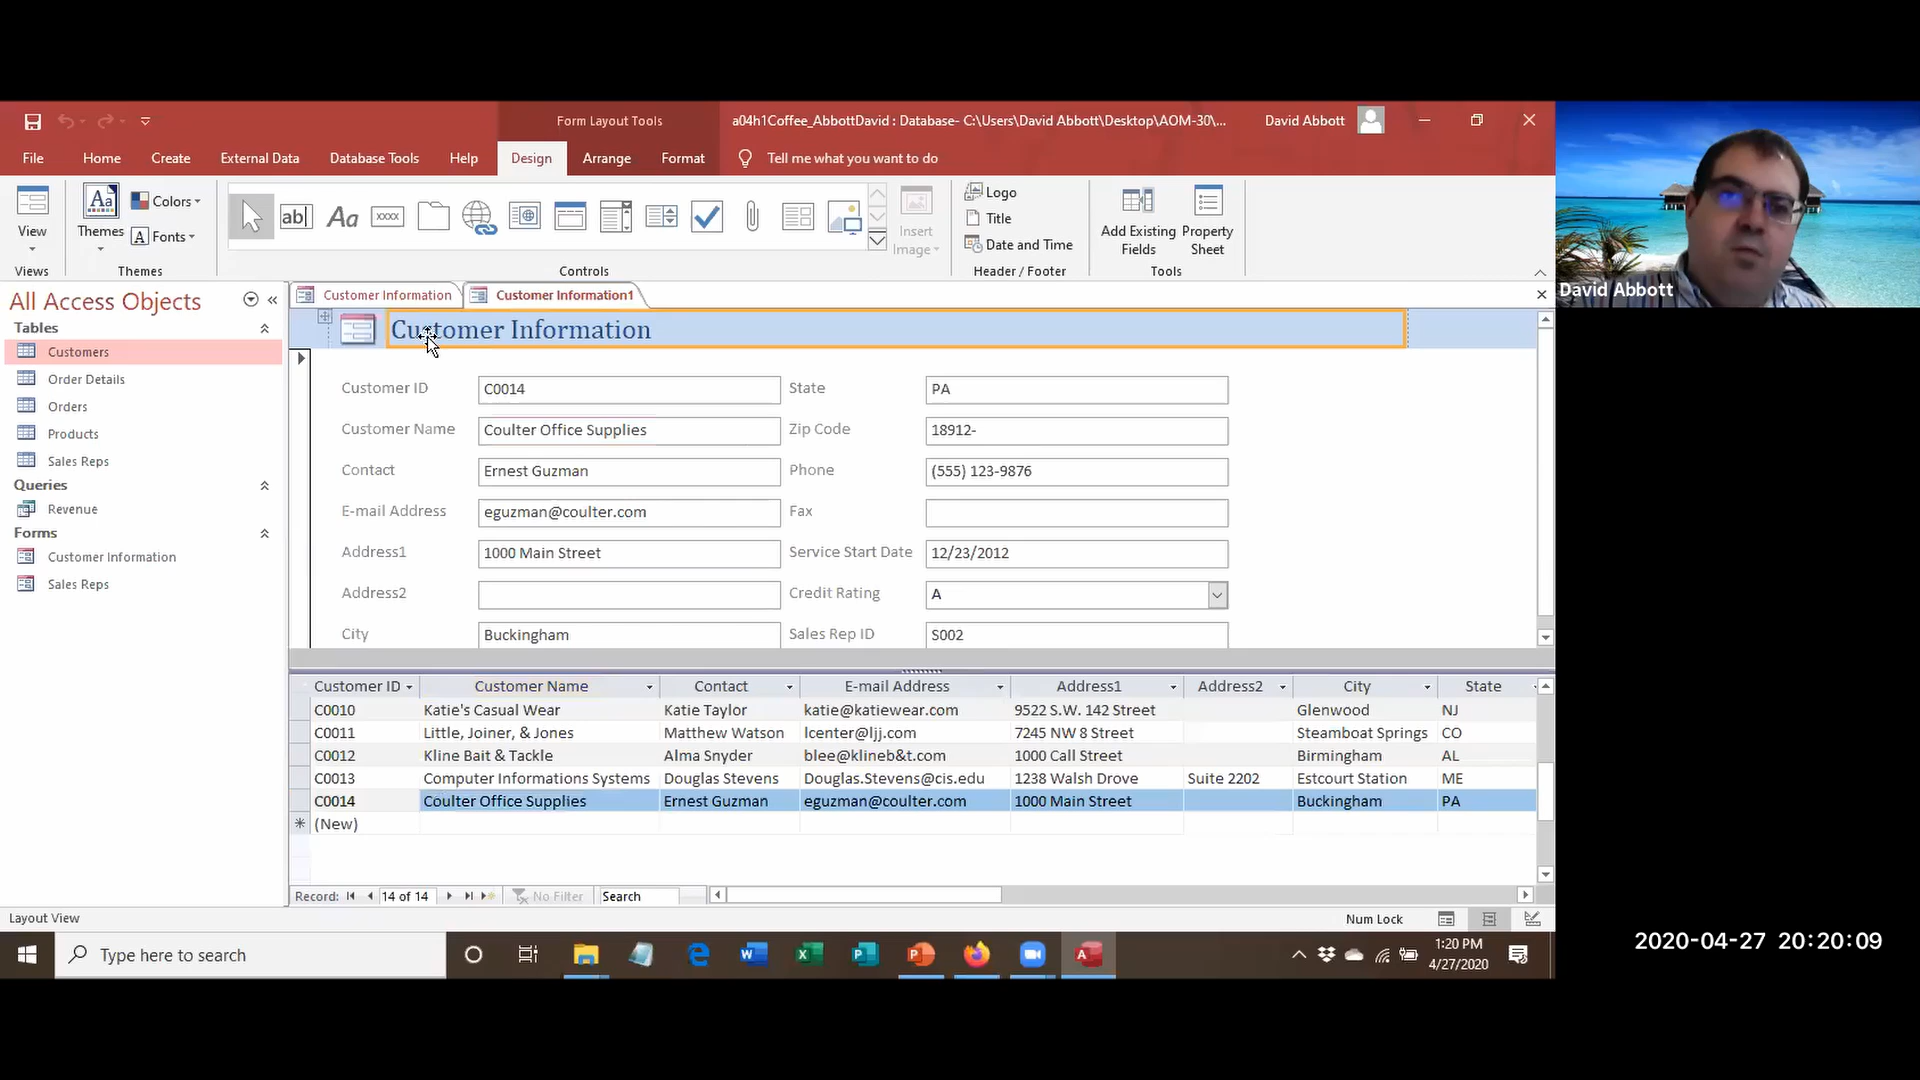 Form Layout Tools
a04h1Coffee_AbbottDavid : Database- C:\Users\David Abbott\Desktop\AOM-30\...
David Abbott
File Home Create External Data Database Tools Help Design Arrange Format Tell me what you want to do
View
Views
Themes
Colors
Fonts
Themes
ab|
Aa
xxxx
Controls
Insert Image
Logo
Title
Date and Time
Header / Footer
Add Existing Fields
Property Sheet
Tools
All Access Objects
Tables
Customers
Order Details
Orders
Products
Sales Reps
Queries
Revenue
Forms
Customer Information
Sales Reps
Customer Information
Customer Information1
Customer Information
Customer ID C0014 State PA
Customer Name Coulter Office Supplies Zip Code 18912-
Contact Ernest Guzman Phone (555) 123-9876
E-mail Address eguzman@coulter.com Fax
Address1 1000 Main Street Service Start Date 12/23/2012
Address2 Credit Rating A
City Buckingham Sales Rep ID S002
Customer ID Customer Name Contact E-mail Address Address1 Address2 City State
C0010 Katie's Casual Wear Katie Taylor katie@katiewear.com 9522 S.W. 142 Street Glenwood NJ
C0011 Little, Joiner, & Jones Matthew Watson lcenter@ljj.com 7245 NW 8 Street Steamboat Springs CO
C0012 Kline Bait & Tackle Alma Snyder blee@klineb&t.com 1000 Call Street Birmingham AL
C0013 Computer Informations Systems Douglas Stevens Douglas.Stevens@cis.edu 1238 Walsh Drove Suite 2202 Estcourt Station ME
C0014 Coulter Office Supplies Ernest Guzman eguzman@coulter.com 1000 Main Street Buckingham PA
* (New)
Record: 14 of 14 No Filter Search
Layout View
Num Lock
Type here to search
1:20 PM
4/27/2020
David Abbott
2020-04-27 20:20:09